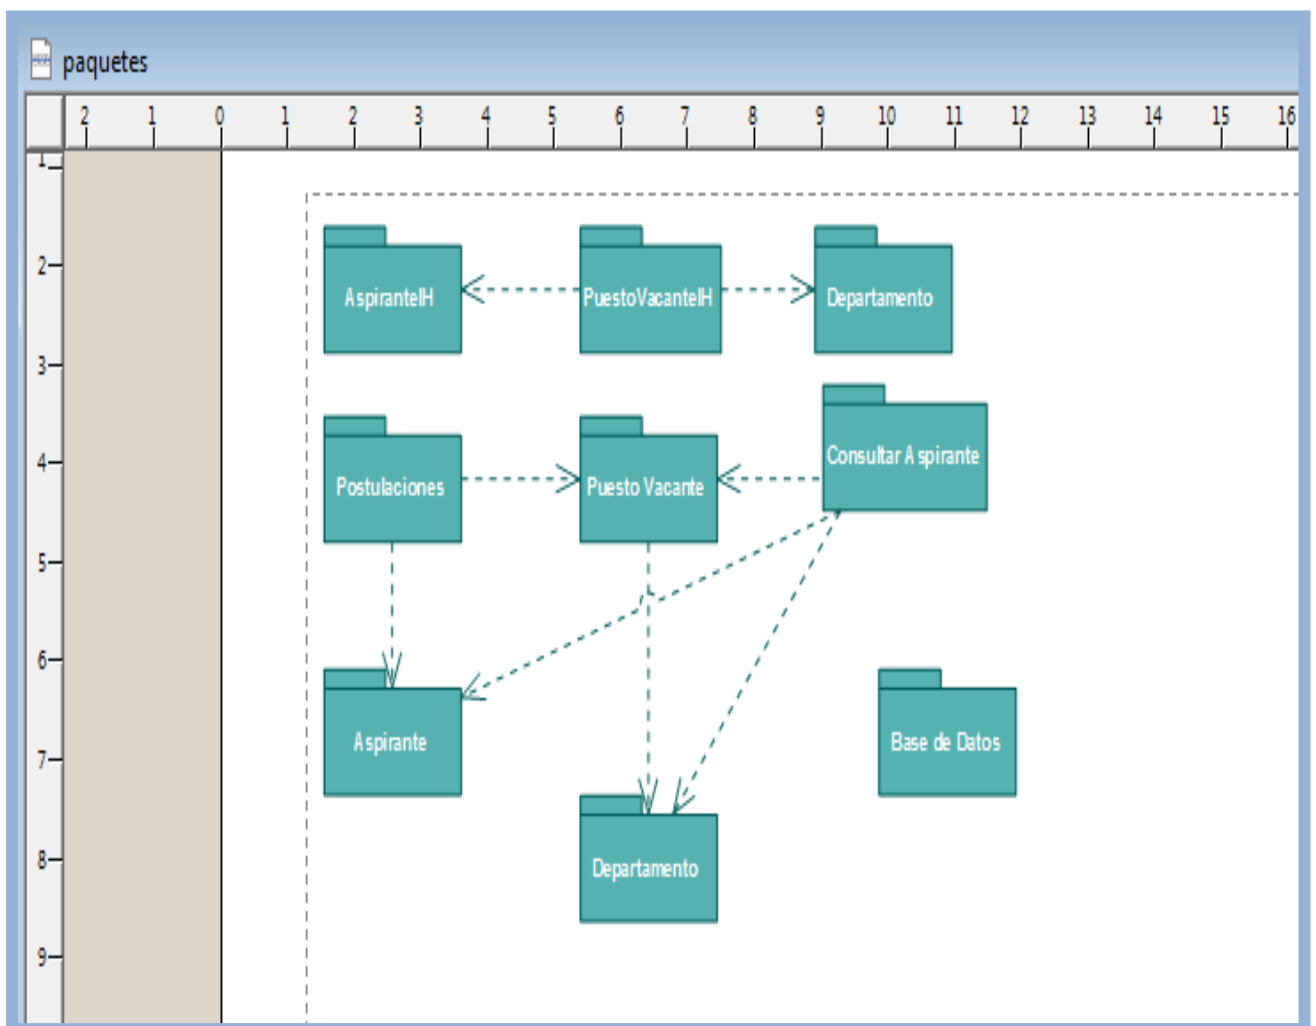 paquetes
2 1 0 1 2 3 4 5 6 7 8 9 10 11 12 13 14 15 16
1
2
AspiranteIH PuestoVacanteIH Departamento
3
Consultar Aspirante
4
Postulaciones Puesto Vacante
5
6
Aspirante Base de Datos
7
8
Departamento
9